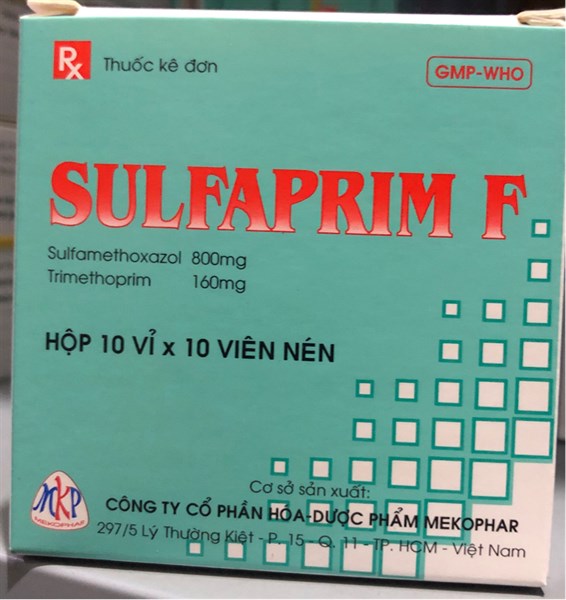 Rx Thuốc kê đơn
GMP-WHO
SULFAPRIM F
Sulfamethoxazol 800mg
Trimethoprim 160mg
HỘP 10 VỈ x 10 VIÊN NÉN
Cơ sở sản xuất:
CÔNG TY CỔ PHẦN HÓA-DƯỢC PHẨM MEKOPHAR
297/5 Lý Thường Kiệt - P. 15 - Q. 11 - TP. HCM - Việt Nam
MKP
MEKOPHAR